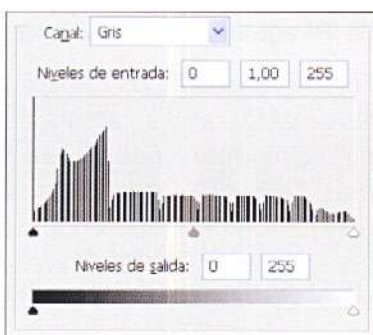 Canal: Gris
Niveles de entrada: 0 1,00 255
Niveles de salida: 0 255